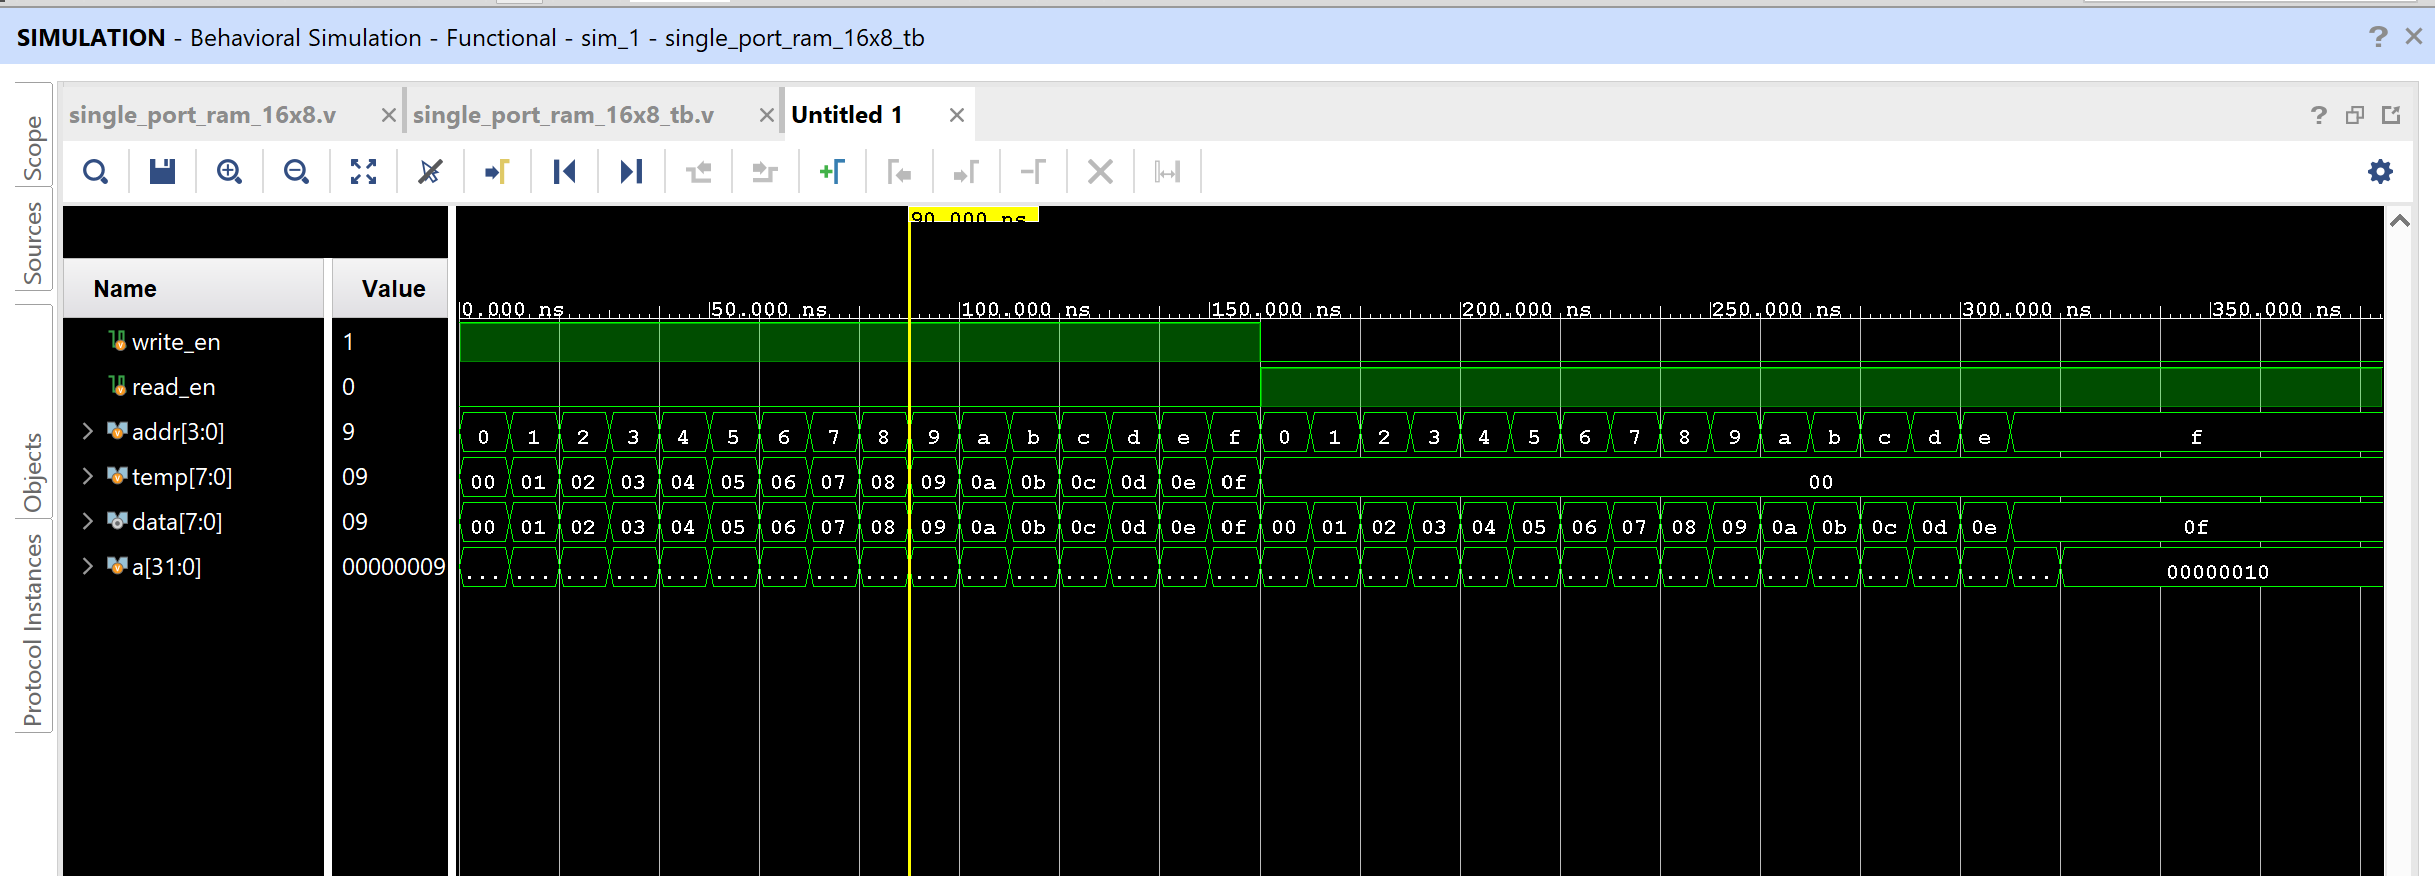 SIMULATION - Behavioral Simulation - Functional - sim_1 - single_port_ram_16x8_tb
? ×
Scope
Sources
Objects
Protocol Instances
single_port_ram_16x8.v × single_port_ram_16x8_tb.v × Untitled 1 ×
?
90.000 ns
Name Value
0.000 ns 50.000 ns 100.000 ns 150.000 ns 200.000 ns 250.000 ns 300.000 ns 350.000 ns
write_en 1
read_en 0
addr[3:0] 9 0 1 2 3 4 5 6 7 8 9 a b c d e f 0 1 2 3 4 5 6 7 8 9 a b c d e f
temp[7:0] 09 00 01 02 03 04 05 06 07 08 09 0a 0b 0c 0d 0e 0f 00
data[7:0] 09 00 01 02 03 04 05 06 07 08 09 0a 0b 0c 0d 0e 0f 00 01 02 03 04 05 06 07 08 09 0a 0b 0c 0d 0e 0f
a[31:0] 00000009 ... ... ... ... ... ... ... ... ... ... ... ... ... ... ... ... ... ... ... ... ... ... ... ... ... ... ... ... ... ... ... ... 00000010